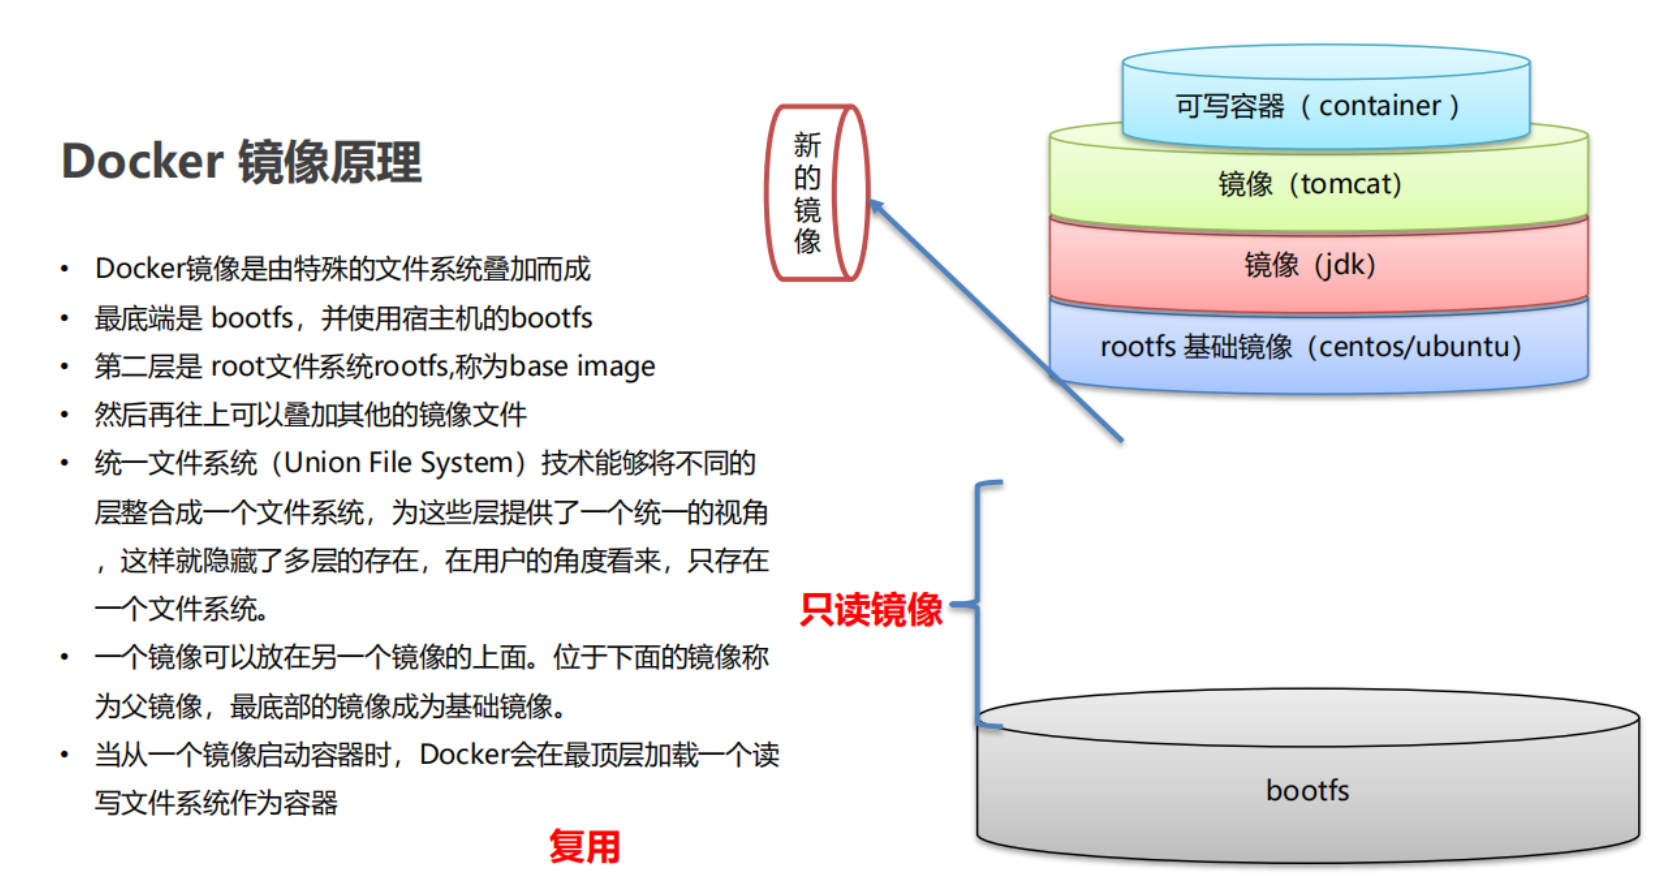 Docker 镜像原理
• Docker镜像是由特殊的文件系统叠加而成
• 最底端是 bootfs，并使用宿主机的bootfs
• 第二层是 root文件系统rootfs,称为base image
• 然后再往上可以叠加其他的镜像文件
• 统一文件系统（Union File System）技术能够将不同的
层整合成一个文件系统，为这些层提供了一个统一的视角
，这样就隐藏了多层的存在，在用户的角度看来，只存在
一个文件系统。
• 一个镜像可以放在另一个镜像的上面。位于下面的镜像称
为父镜像，最底部的镜像成为基础镜像。
• 当从一个镜像启动容器时，Docker会在最顶层加载一个读
写文件系统作为容器
复用
新
的
镜
像
可写容器（ container ）
镜像（tomcat）
镜像（jdk）
rootfs 基础镜像（centos/ubuntu）
只读镜像
bootfs